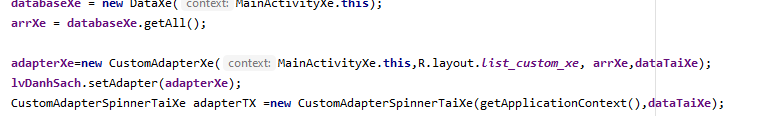 databaseXe = new DataXe( context: MainActivityXe.this);
arrXe = databaseXe.getAll();
adapterXe=new CustomAdapterXe( context: MainActivityXe.this,R.layout.list_custom_xe, arrXe,dataTaiXe);
lvDanhSach.setAdapter(adapterXe);
CustomAdapterSpinnerTaiXe adapterTX =new CustomAdapterSpinnerTaiXe(getApplicationContext(),dataTaiXe);